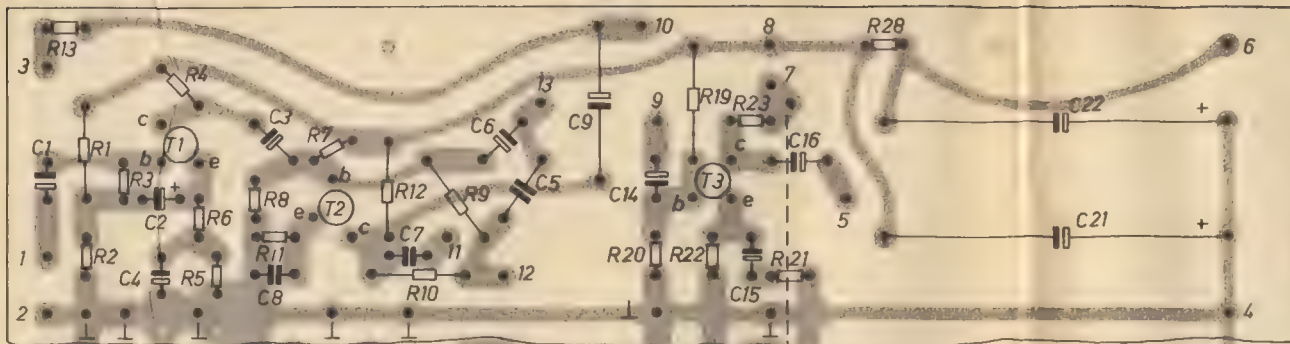 R13
10
8
R28
6
3
R4
7
13
C22
+
C1
R1
c
T1
C3
R7
C6
C9
9
R19
R23
c
C16
b
e
R3
+
C2
R6
R8
b
T2
e
c
R12
R9
C5
C14
T3
b
e
5
C21
+
1
R2
C4
R5
R11
C8
C7
11
R10
12
R20
R22
C15
R21
2
4